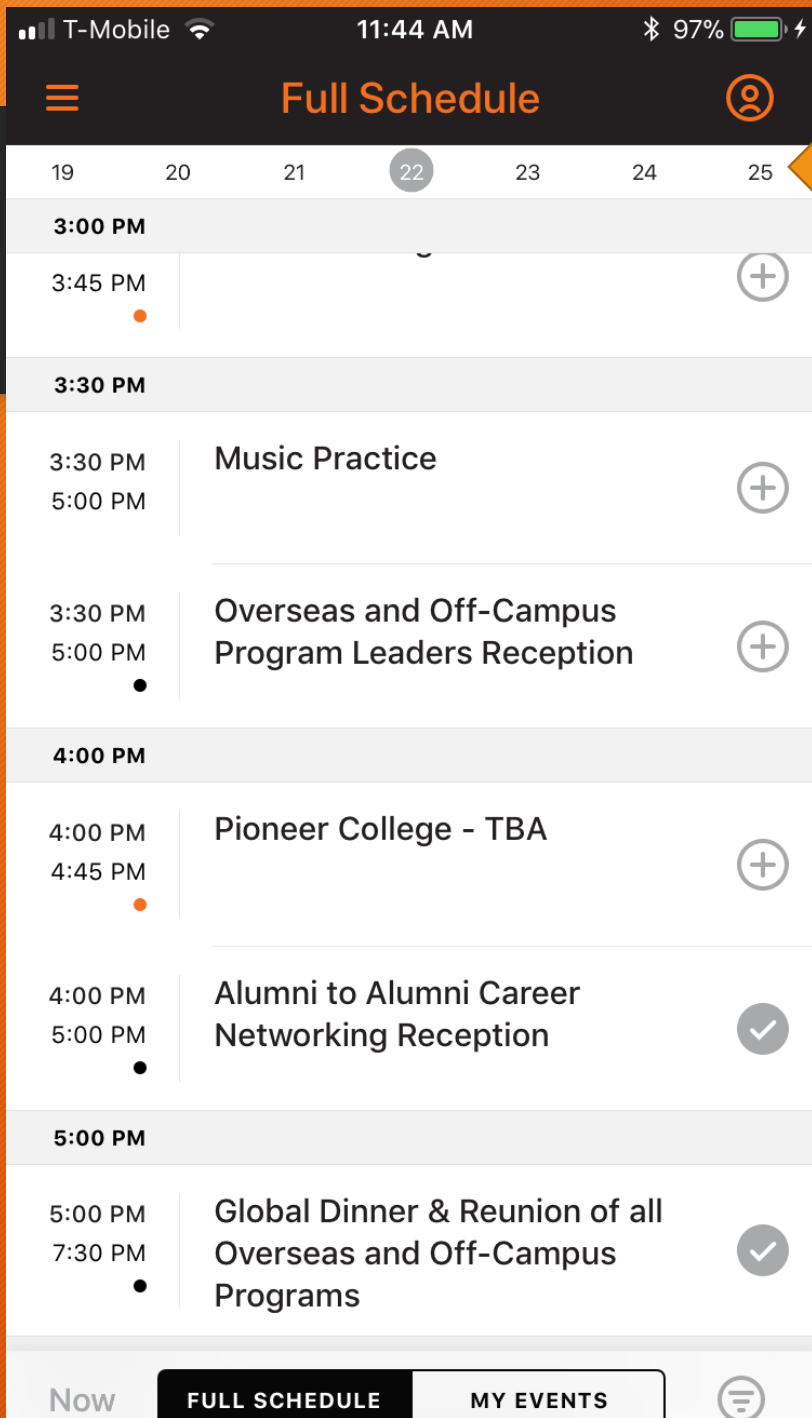 T-Mobile 11:44 AM 97%
Full Schedule
19 20 21 22 23 24 25
3:00 PM
3:45 PM
3:30 PM
3:30 PM
5:00 PM
Music Practice
3:30 PM
5:00 PM
Overseas and Off-Campus
Program Leaders Reception
4:00 PM
4:00 PM
4:45 PM
Pioneer College - TBA
4:00 PM
5:00 PM
Alumni to Alumni Career
Networking Reception
5:00 PM
5:00 PM
7:30 PM
Global Dinner & Reunion of all
Overseas and Off-Campus
Programs
Now FULL SCHEDULE MY EVENTS